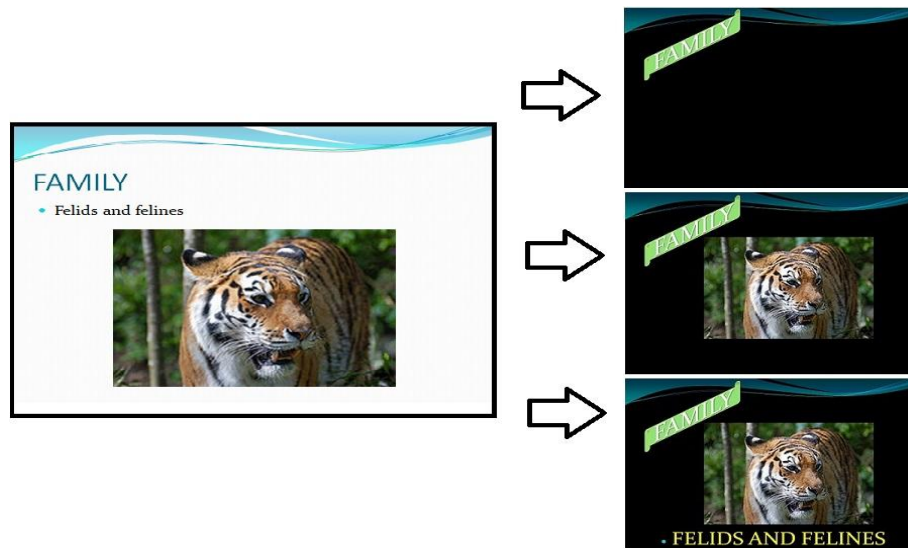 FAMILY
• Felids and felines
FAMILY
FAMILY
FAMILY
• FELIDS AND FELINES